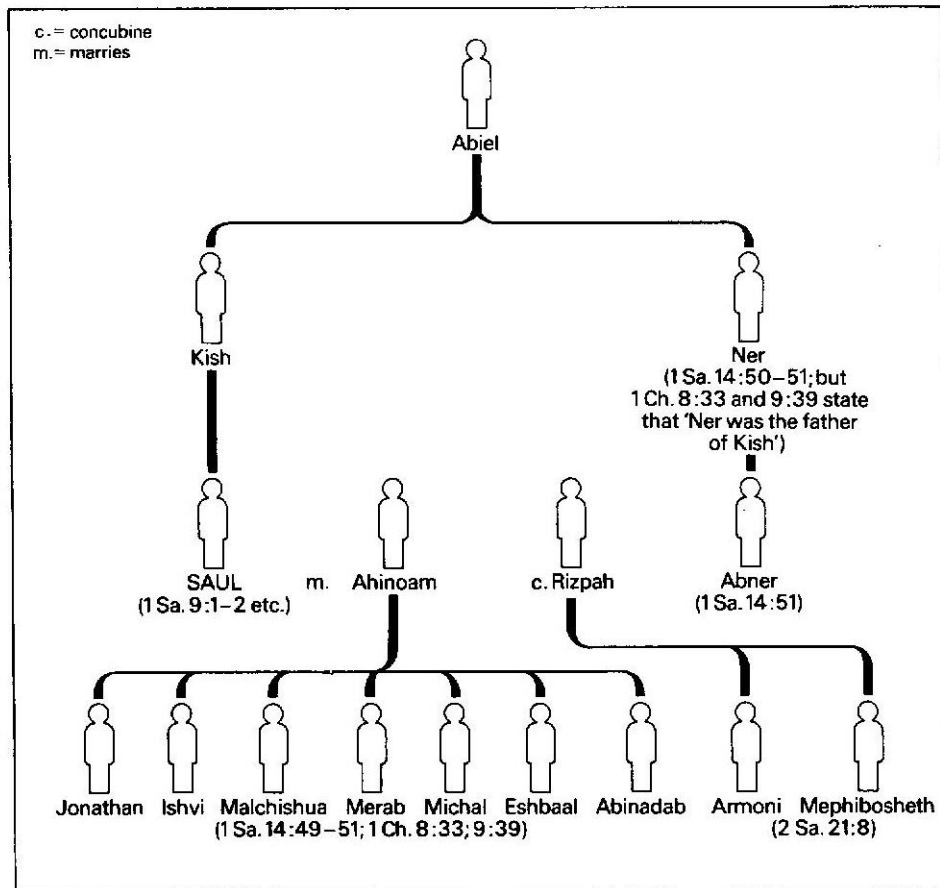 c.= concubine
m.= marries
Abiel
Kish
Ner
(1 Sa. 14:50–51; but
1 Ch. 8:33 and 9:39 state
that 'Ner was the father
of Kish')
SAUL m. Ahinoam c. Rizpah Abner
(1 Sa. 9:1–2 etc.) (1 Sa. 14:51)
Jonathan Ishvi Malchishua Merab Michal Eshbaal Abinadab Armoni Mephibosheth
(1 Sa. 14:49–51; 1 Ch. 8:33; 9:39) (2 Sa. 21:8)